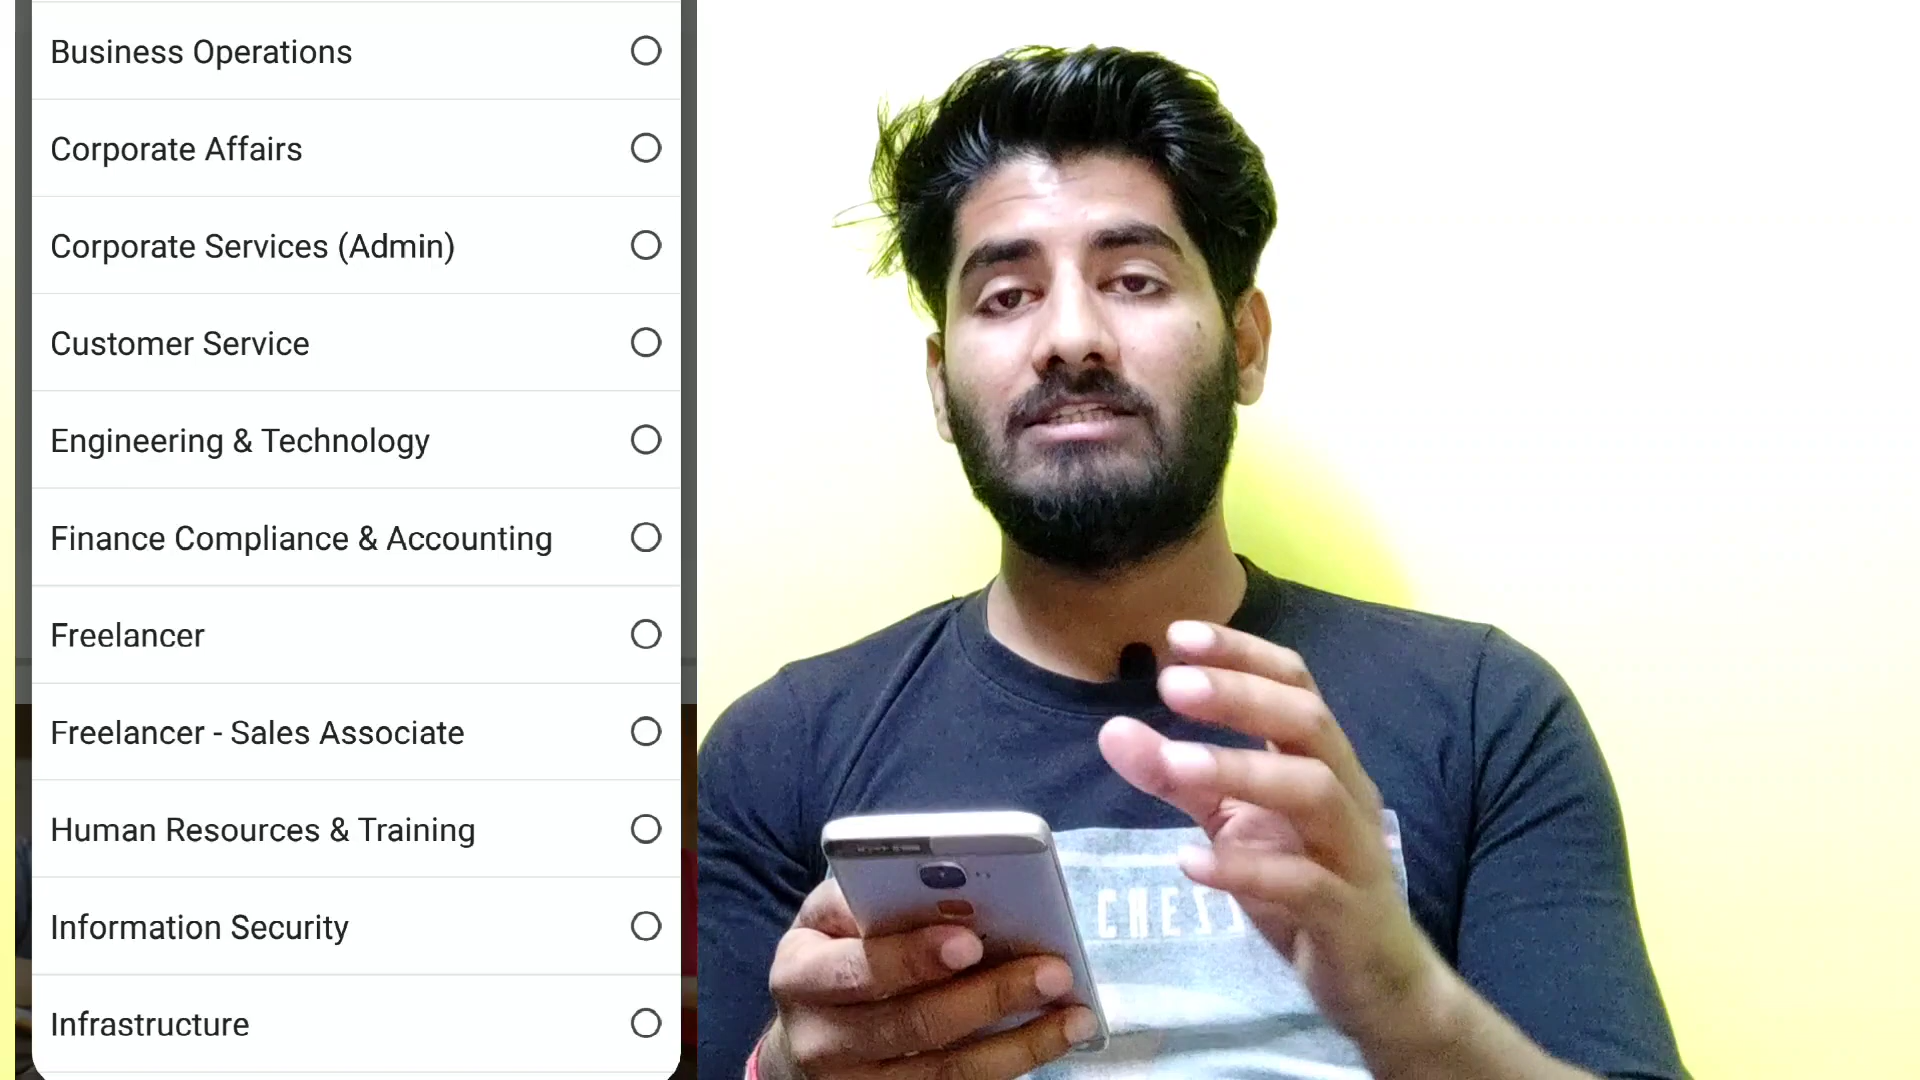 Business Operations
Corporate Affairs
Corporate Services (Admin)
Customer Service
Engineering & Technology
Finance Compliance & Accounting
Freelancer
Freelancer - Sales Associate
Human Resources & Training
Information Security
Infrastructure